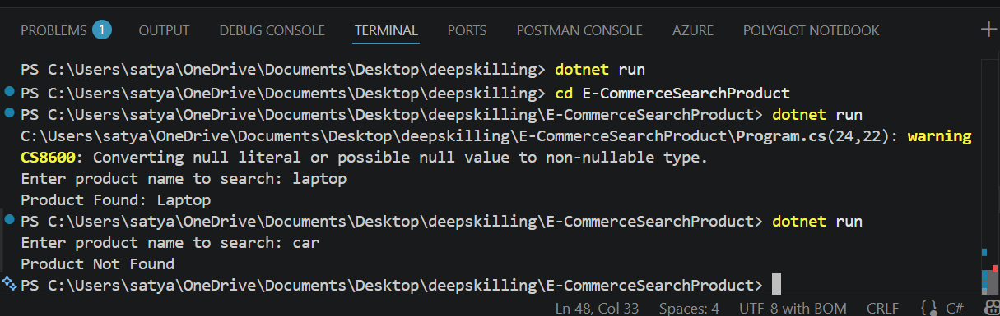 PROBLEMS 1 OUTPUT DEBUG CONSOLE TERMINAL PORTS POSTMAN CONSOLE AZURE POLYGLOT NOTEBOOK
PS C:\Users\satya\OneDrive\Documents\Desktop\deepskilling> dotnet run
PS C:\Users\satya\OneDrive\Documents\Desktop\deepskilling> cd E-CommerceSearchProduct
PS C:\Users\satya\OneDrive\Documents\Desktop\deepskilling\E-CommerceSearchProduct> dotnet run
C:\Users\satya\OneDrive\Documents\Desktop\deepskilling\E-CommerceSearchProduct\Program.cs(24,22): warning
CS8600: Converting null literal or possible null value to non-nullable type.
Enter product name to search: laptop
Product Found: Laptop
PS C:\Users\satya\OneDrive\Documents\Desktop\deepskilling\E-CommerceSearchProduct> dotnet run
Enter product name to search: car
Product Not Found
PS C:\Users\satya\OneDrive\Documents\Desktop\deepskilling\E-CommerceSearchProduct>
Ln 48, Col 33 Spaces: 4 UTF-8 with BOM CRLF {} C#